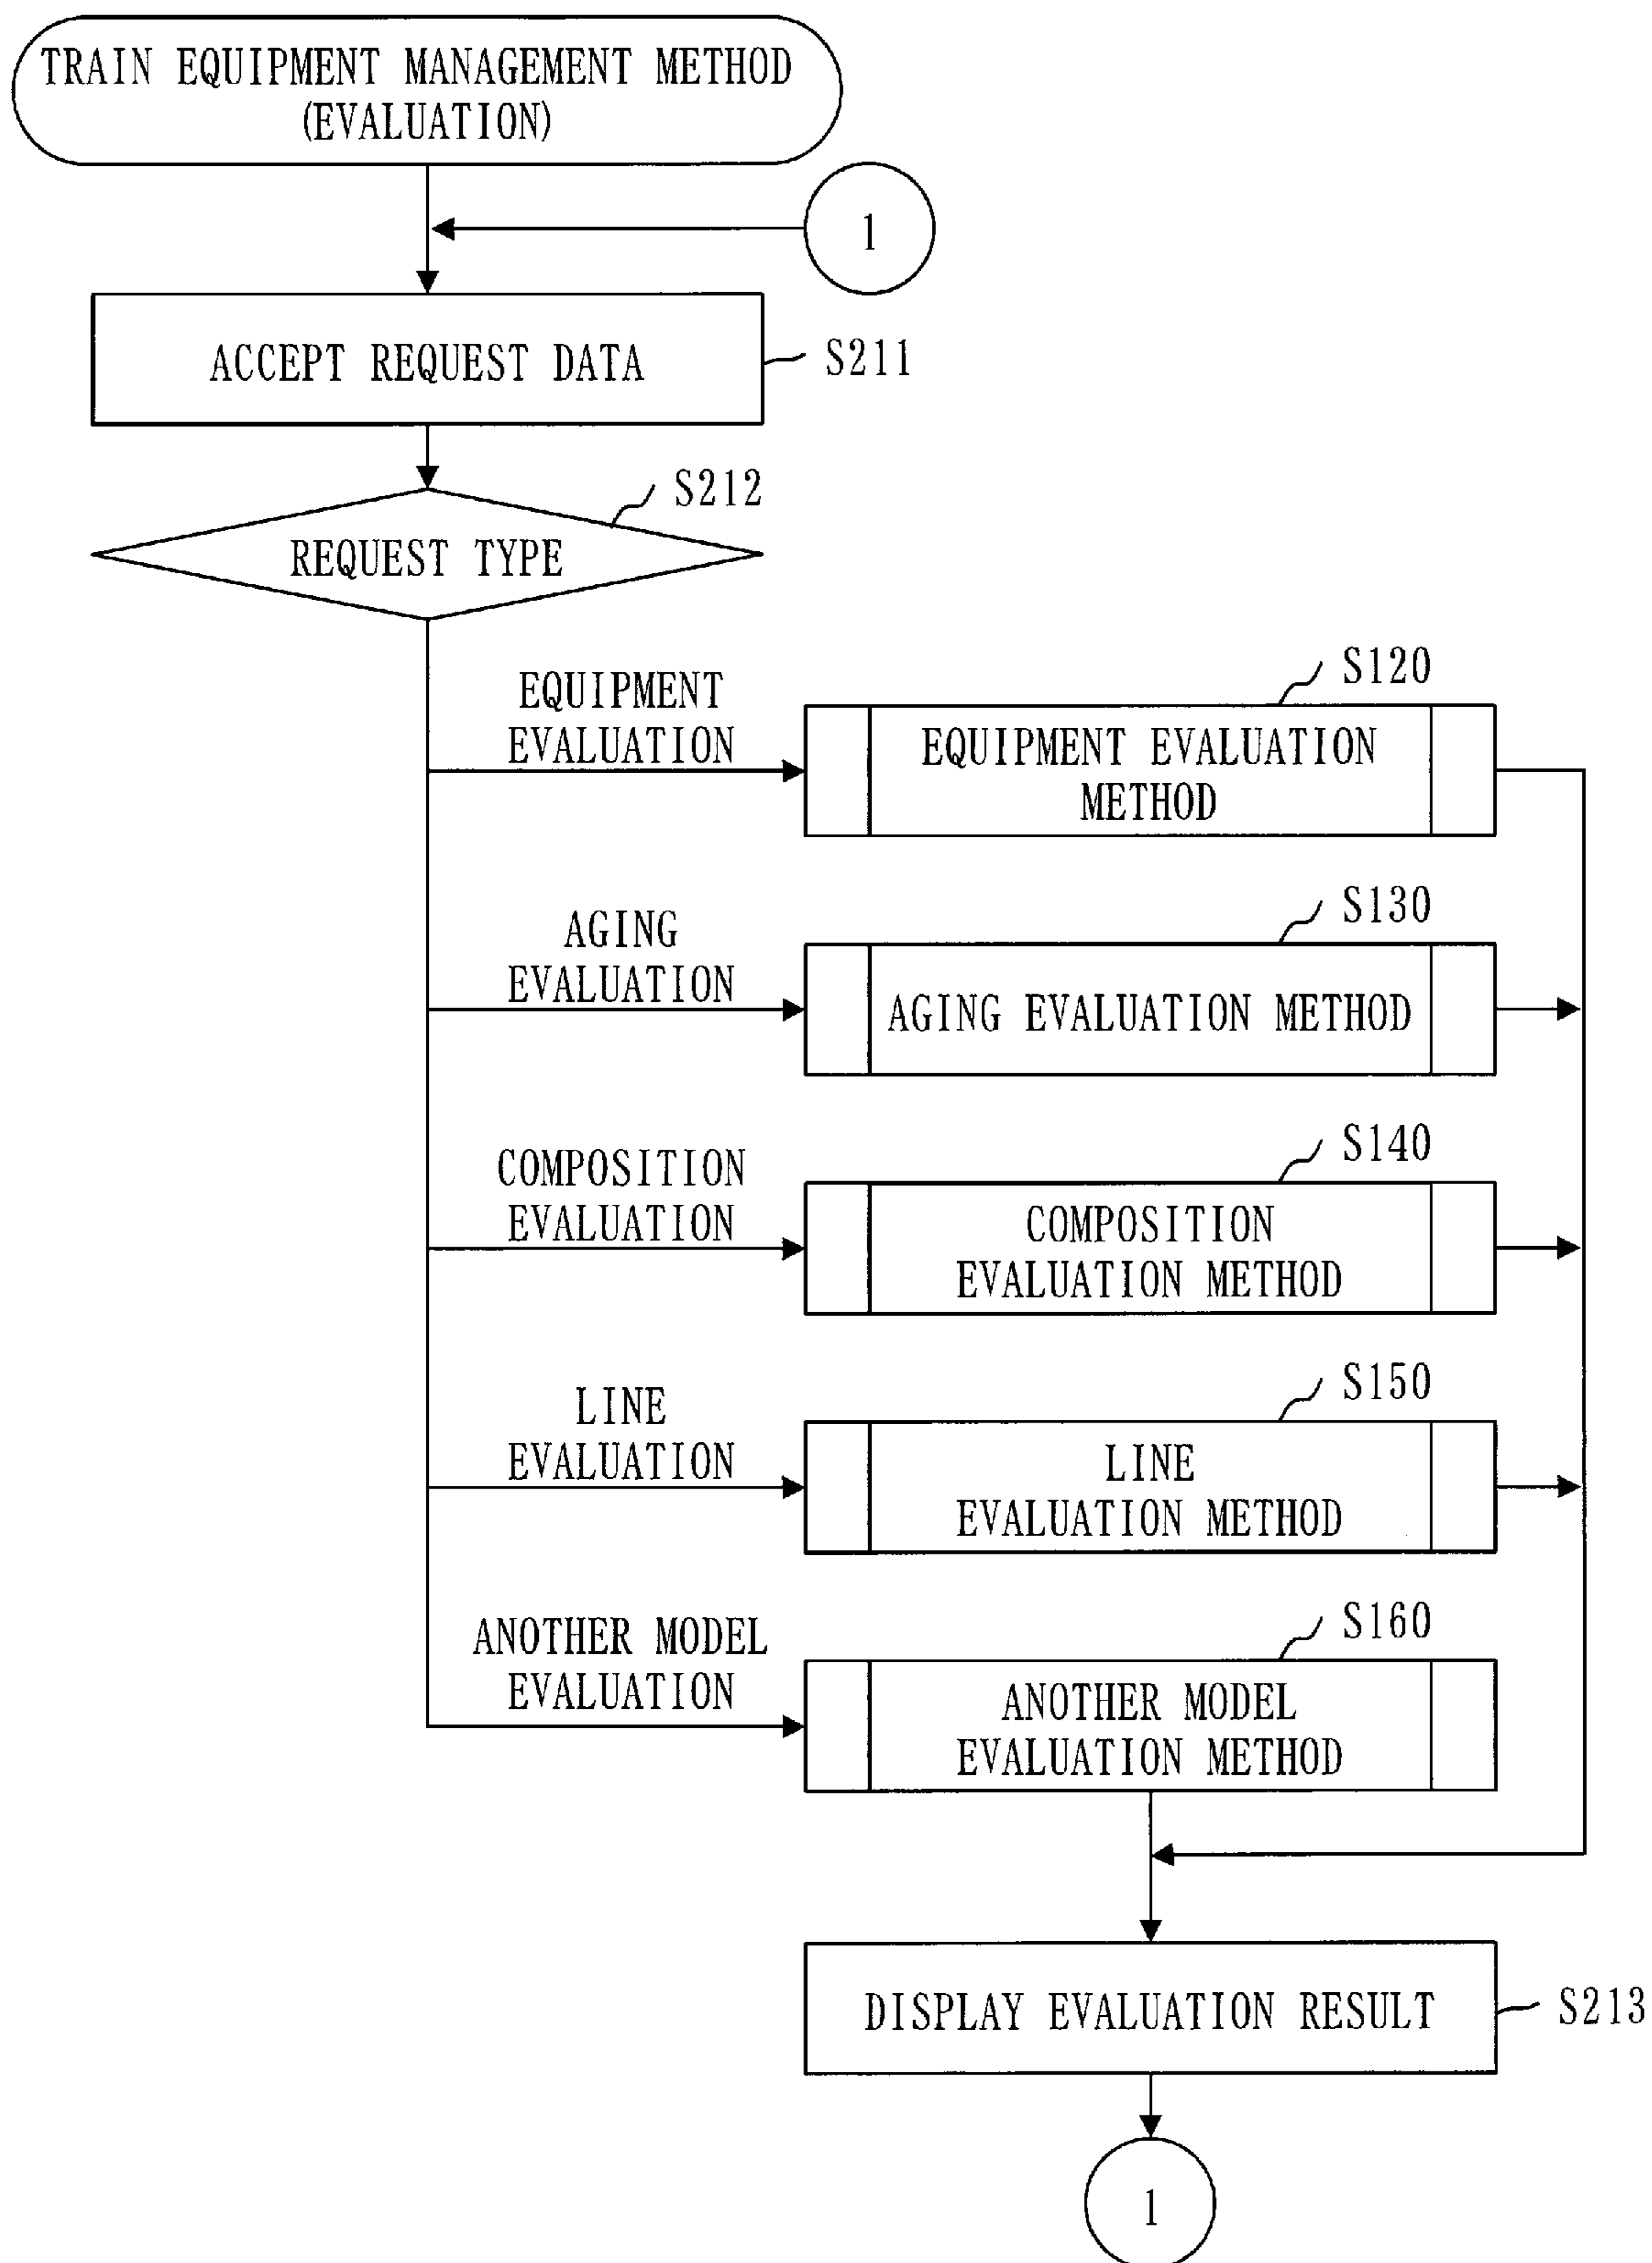 TRAIN EQUIPMENT MANAGEMENT METHOD
(EVALUATION)
1
ACCEPT REQUEST DATA
S211
S212
REQUEST TYPE
EQUIPMENT
EVALUATION
S120
EQUIPMENT EVALUATION
METHOD
AGING
EVALUATION
S130
AGING EVALUATION METHOD
COMPOSITION
EVALUATION
S140
COMPOSITION
EVALUATION METHOD
LINE
EVALUATION
S150
LINE
EVALUATION METHOD
ANOTHER MODEL
EVALUATION
S160
ANOTHER MODEL
EVALUATION METHOD
DISPLAY EVALUATION RESULT
S213
1